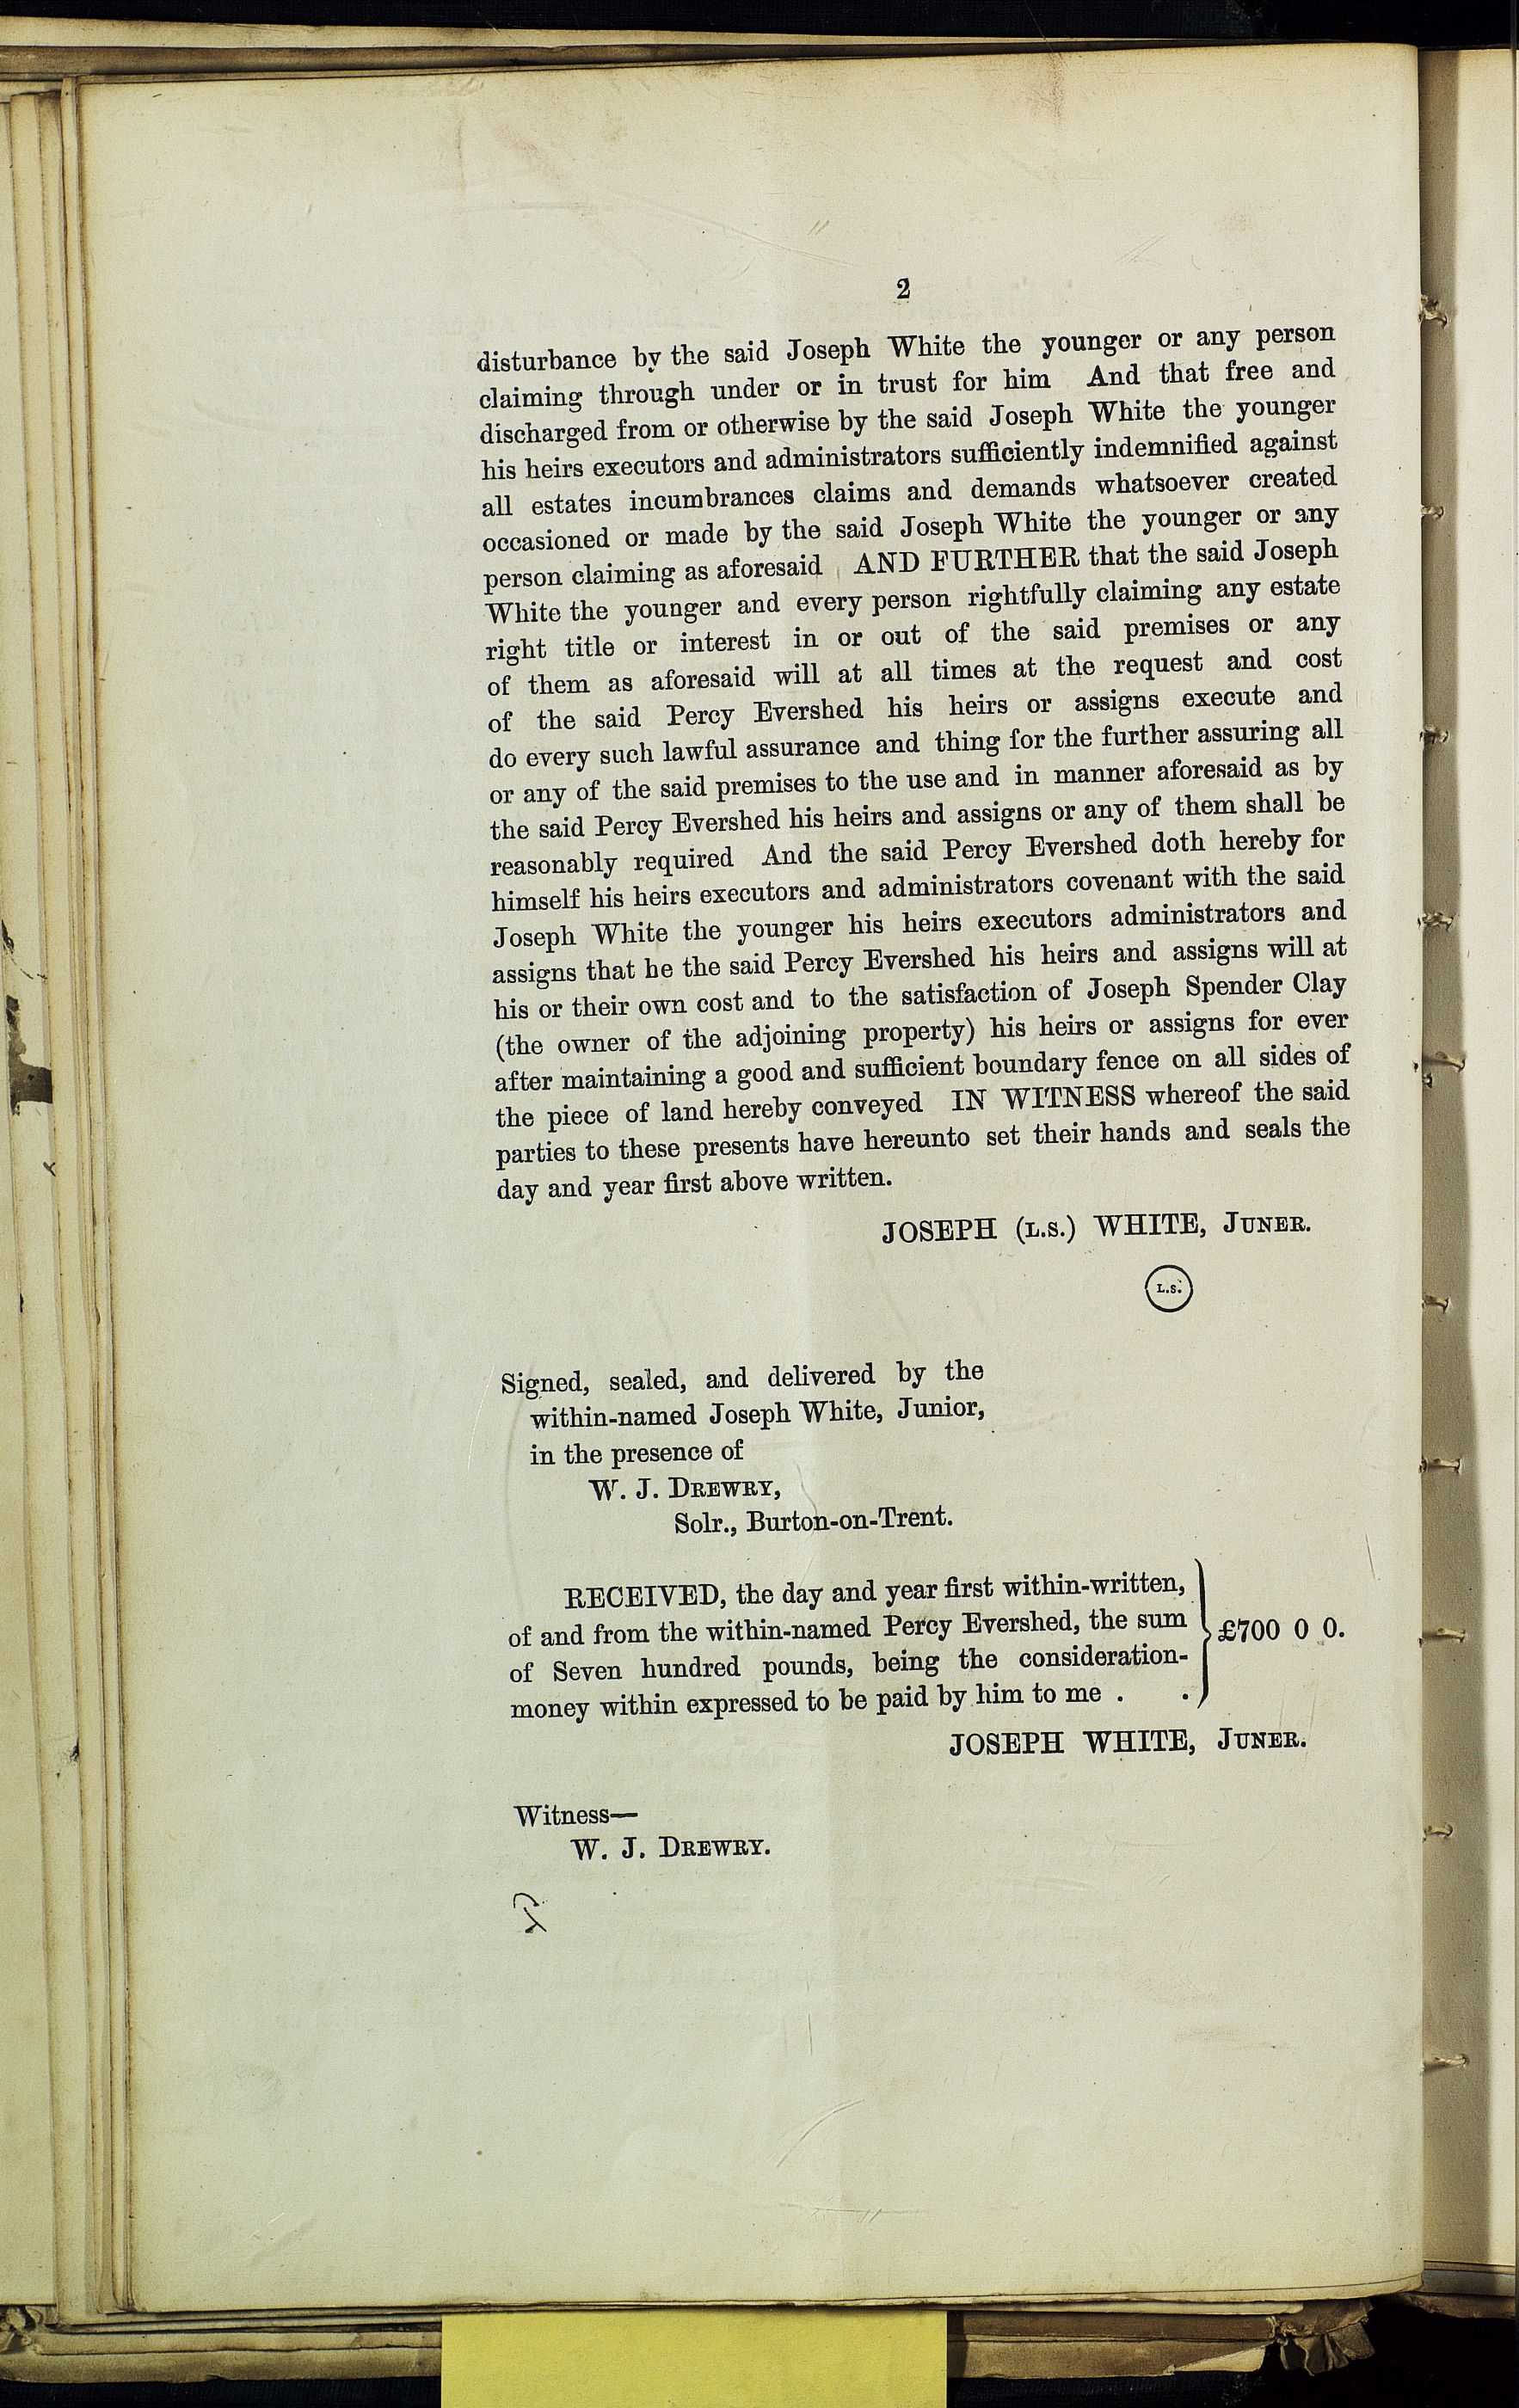 2
disturbance by the said Joseph White the younger or any person
claiming through under or in trust for him And that free and
discharged from or otherwise by the said Joseph White the younger
his heirs executors and administrators sufficiently indemnified against
all estates incumbrances claims and demands whatsoever created
occasioned or made by the said Joseph White the younger or any
person claiming as aforesaid AND FURTHER that the said Joseph
White the younger and every person rightfully claiming any estate
right title or interest in or out of the said premises or any
of them as aforesaid will at all times at the request and cost
of the said Percy Evershed his heirs or assigns execute and
do every such lawful assurance and thing for the further assuring all
or any of the said premises to the use and in manner aforesaid as by
the said Percy Evershed his heirs and assigns or any of them shall be
reasonably required And the said Percy Evershed doth hereby for
himself his heirs executors and administrators covenant with the said
Joseph White the younger his heirs executors administrators and
assigns that he the said Percy Evershed his heirs and assigns will at
his or their own cost and to the satisfaction of Joseph Spender Clay
(the owner of the adjoining property) his heirs or assigns for ever
after maintaining a good and sufficient boundary fence on all sides of
the piece of land hereby conveyed IN WITNESS whereof the said
parties to these presents have hereunto set their hands and seals the
day and year first above written.
JOSEPH (L.S.) WHITE, JUNER.
L.S.
Signed, sealed, and delivered by the
within-named Joseph White, Junior,
in the presence of
W. J. DREWRY,
Solr., Burton-on-Trent.
RECEIVED, the day and year first within-written,
of and from the within-named Percy Evershed, the sum
£700 0 0.
of Seven hundred pounds, being the consideration-
money within expressed to be paid by him to me . .
JOSEPH WHITE, JUNER.
Witness—
W. J. DREWRY.